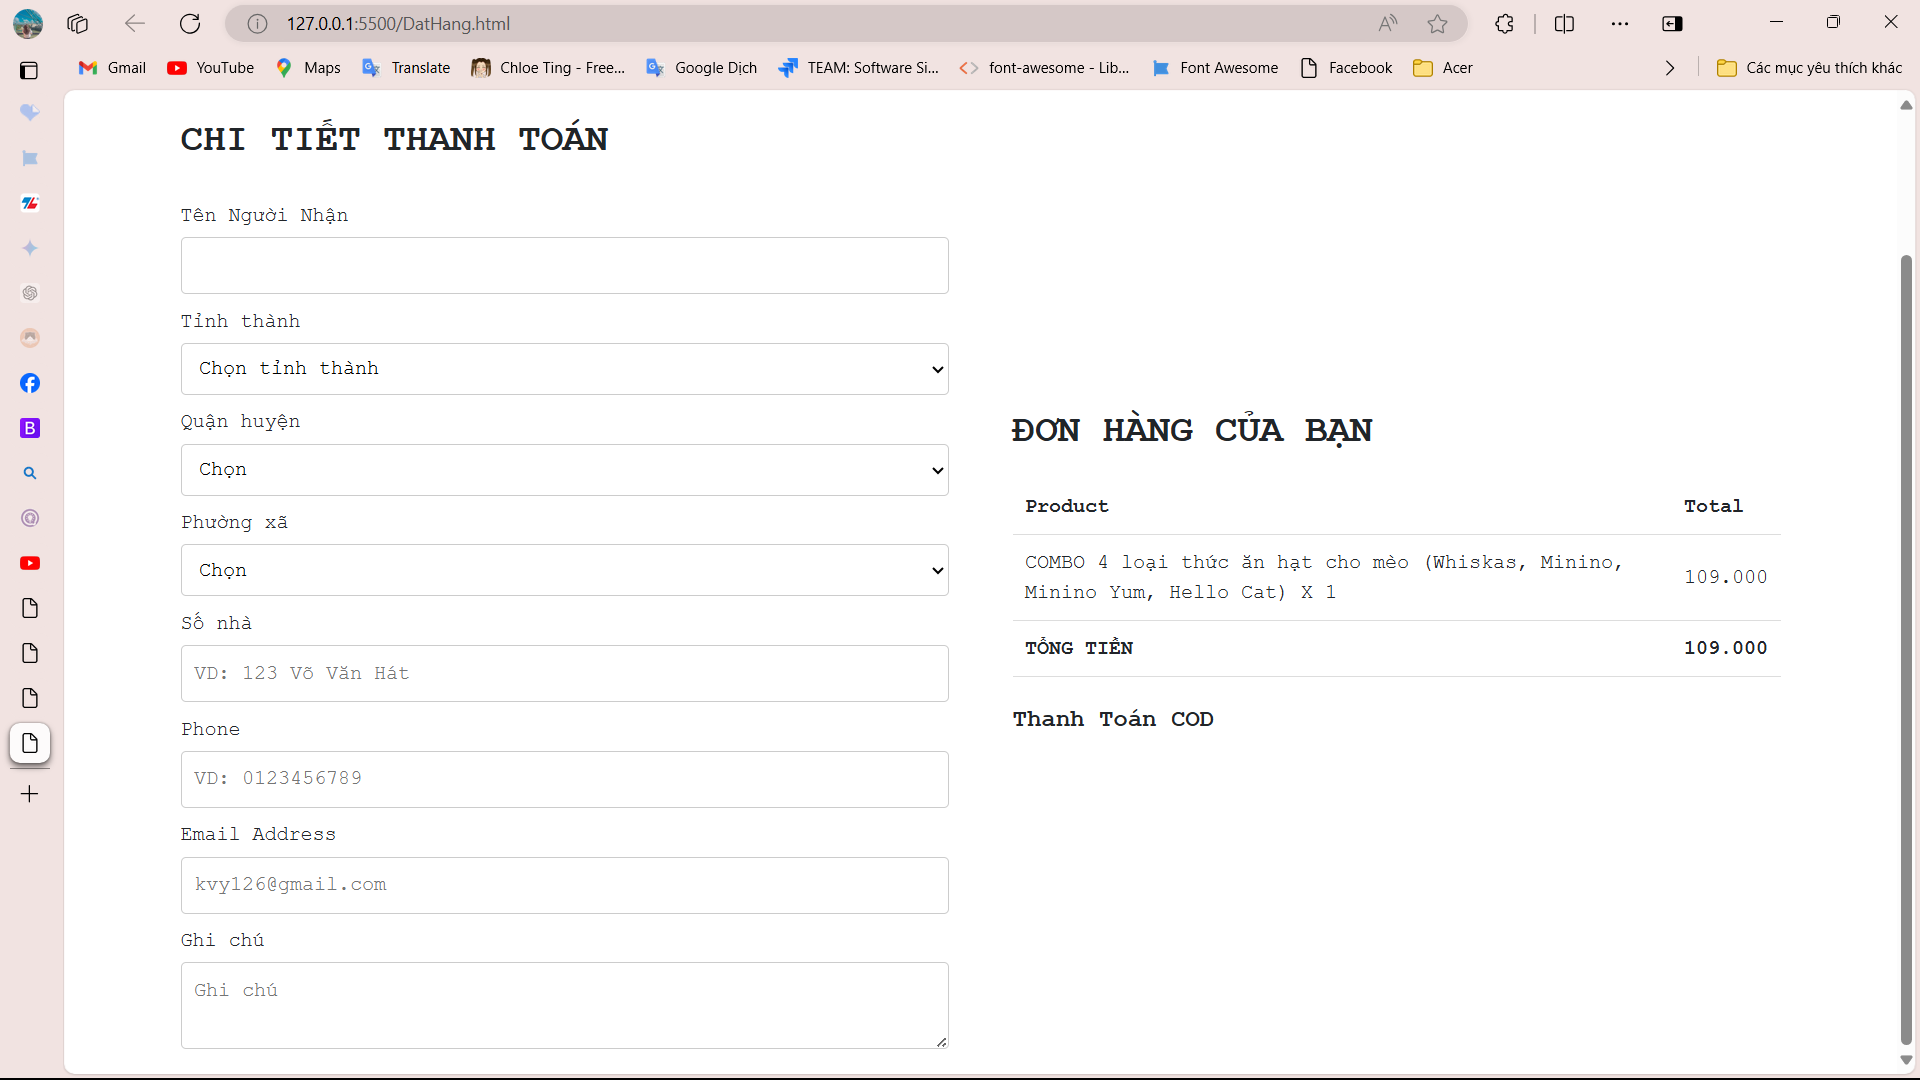 127.0.0.1:5500/DatHang.html
Gmail
YouTube
Maps
Translate
Chloe Ting - Free...
Google Dịch
TEAM: Software Si...
font-awesome - Lib...
Font Awesome
Facebook
Acer
Các mục yêu thích khác
CHI TIẾT THANH TOÁN
Tên Người Nhận
Tỉnh thành
Chọn tỉnh thành
Quận huyện
Chọn
Phường xã
Chọn
Số nhà
VD: 123 Võ Văn Hát
Phone
VD: 0123456789
Email Address
kvy126@gmail.com
Ghi chú
Ghi chú
ĐƠN HÀNG CỦA BẠN
Product Total
COMBO 4 loại thức ăn hạt cho mèo (Whiskas, Minino,
Minino Yum, Hello Cat) X 1
109.000
TỔNG TIỀN 109.000
Thanh Toán COD